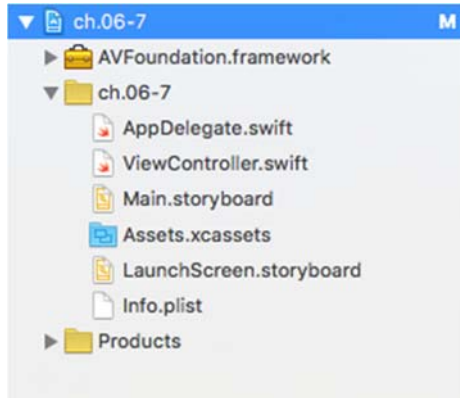 ch.06-7 M
AVFoundation.framework
ch.06-7
AppDelegate.swift
ViewController.swift
Main.storyboard
Assets.xcassets
LaunchScreen.storyboard
Info.plist
Products